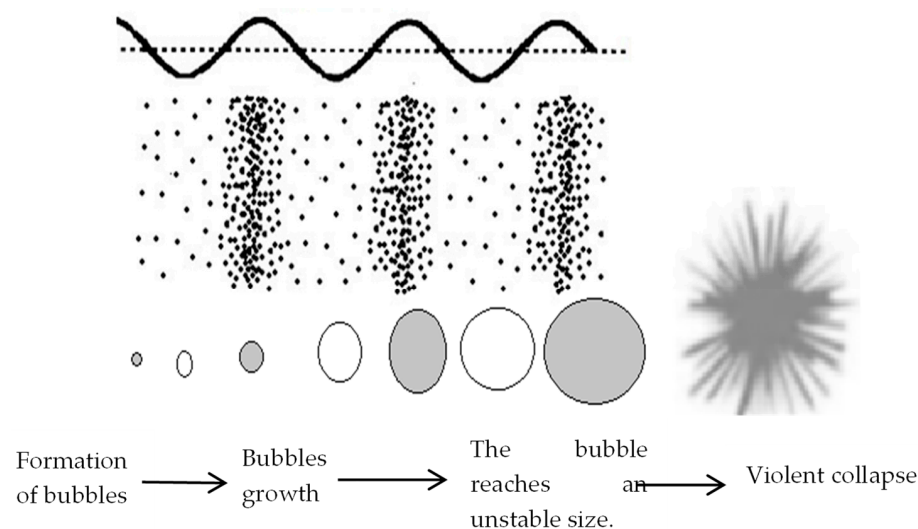 Formation
of bubbles
Bubbles
growth
The bubble
reaches an
unstable size.
Violent collapse